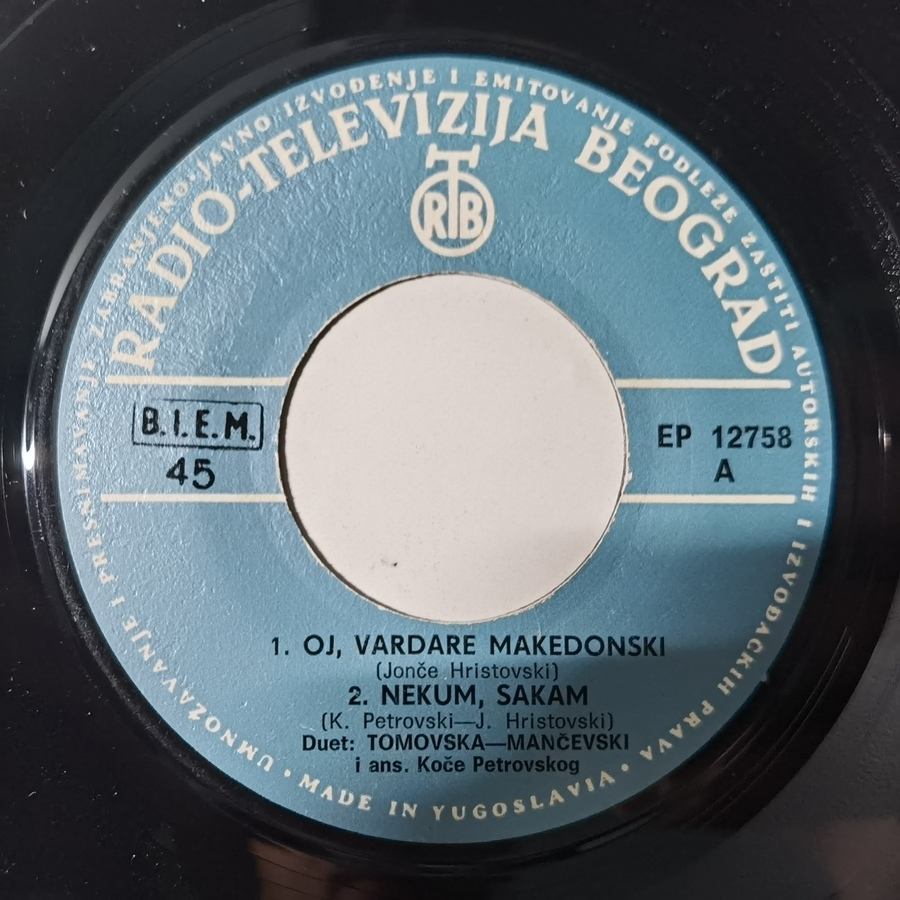 UMNOŽAVANJE I PRESNIMAVANJE ZABRANJENO • JAVNO IZVOĐENJE I EMITOVANJE PODLEŽE ZAŠTITI AUTORSKIH I IZVOĐAČKIH PRAVA • MADE IN YUGOSLAVIA •
RADIO-TELEVIZIJA BEOGRAD
RTB
B.I.E.M.
45
EP 12758
A
1. OJ, VARDARE MAKEDONSKI
(Jonče Hristovski)
2. NEKUM, SAKAM
(K. Petrovski—J. Hristovski)
Duet: TOMOVSKA—MANČEVSKI
i ans. Koče Petrovskog